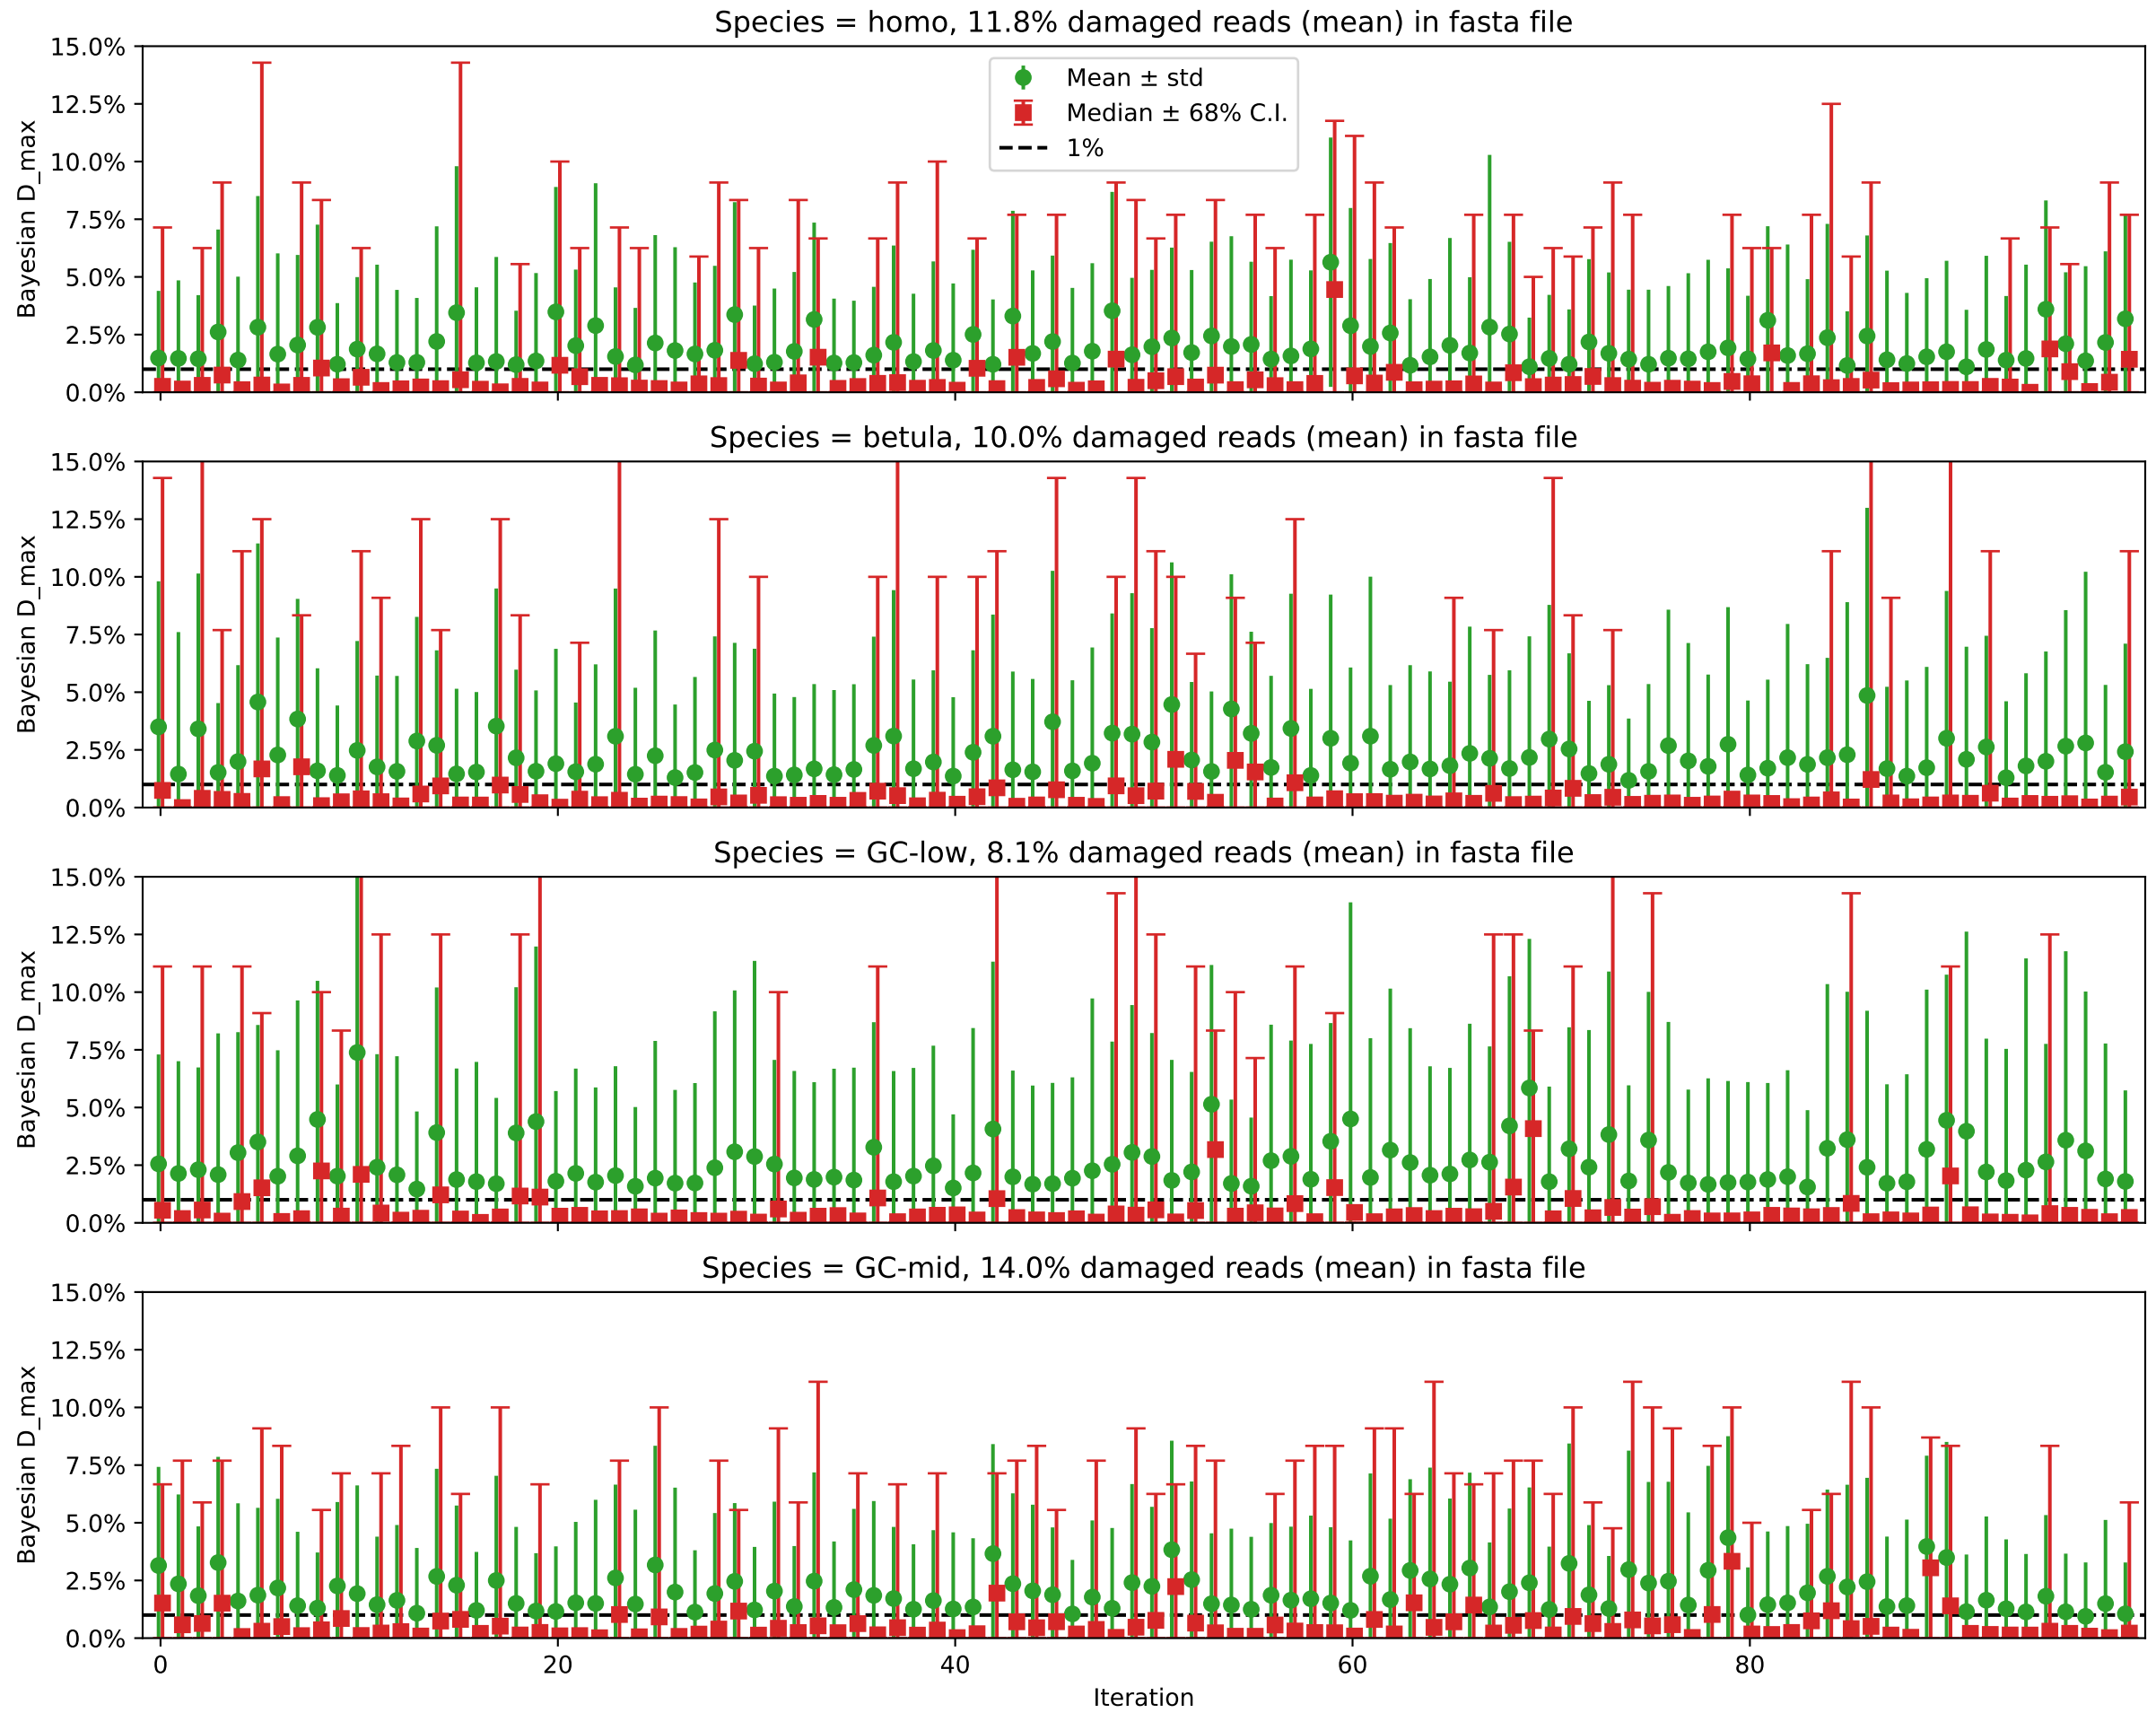 Species = homo, 11.8% damaged reads (mean) in fasta file
15.0%
12.5%
10.0%
7.5%
5.0%
2.5%
0.0%
Bayesian D_max
Mean ± std
Median ± 68% C.I.
1%
Species = betula, 10.0% damaged reads (mean) in fasta file
15.0%
12.5%
10.0%
7.5%
5.0%
2.5%
0.0%
Bayesian D_max
Species = GC-low, 8.1% damaged reads (mean) in fasta file
15.0%
12.5%
10.0%
7.5%
5.0%
2.5%
0.0%
Bayesian D_max
Species = GC-mid, 14.0% damaged reads (mean) in fasta file
15.0%
12.5%
10.0%
7.5%
5.0%
2.5%
0.0%
Bayesian D_max
0 20 40 60 80
Iteration